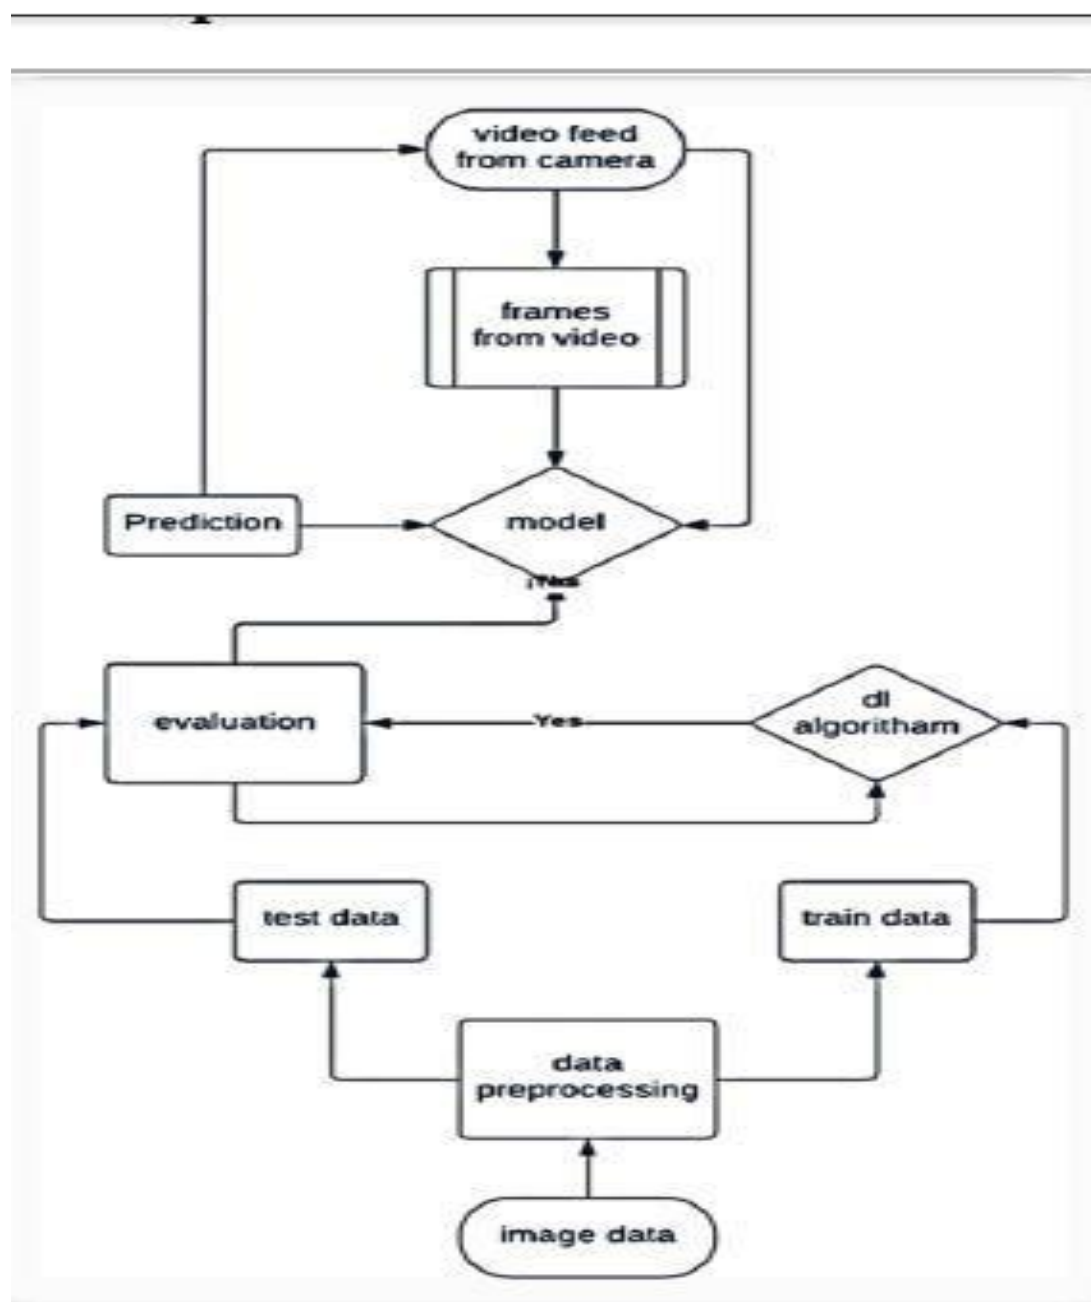 video feed
from camera
frames
from video
Prediction
model
evaluation
Yes
dl
algoritham
test data
train data
data
preprocessing
image data